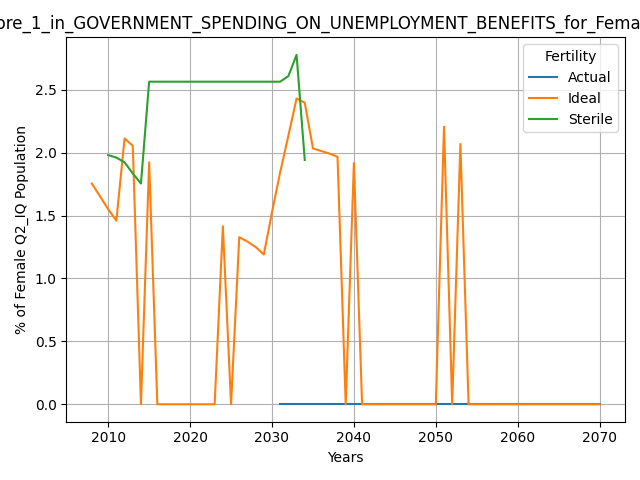 ore_1_in_GOVERNMENT_SPENDING_ON_UNEMPLOYMENT_BENEFITS_for_Fema
Fertility
Actual
Ideal
Sterile
% of Female Q2_IQ Population
2.5
2.0
1.5
1.0
0.5
0.0
2010 2020 2030 2040 2050 2060 2070
Years